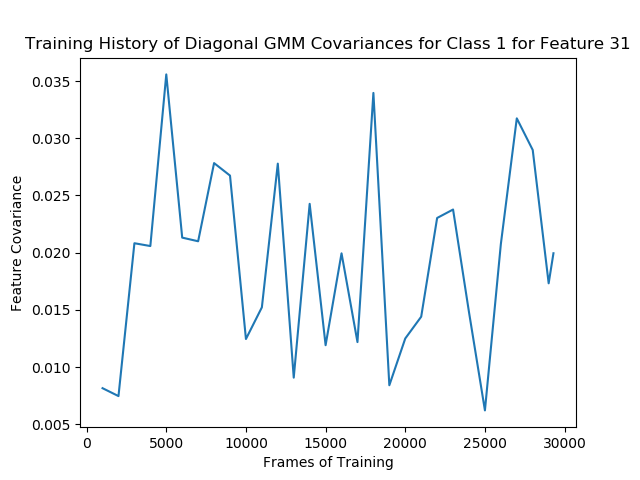 Training History of Diagonal GMM Covariances for Class 1 for Feature 31
0.035
0.030
0.025
0.020
0.015
0.010
0.005
Feature Covariance
0 5000 10000 15000 20000 25000 30000
Frames of Training